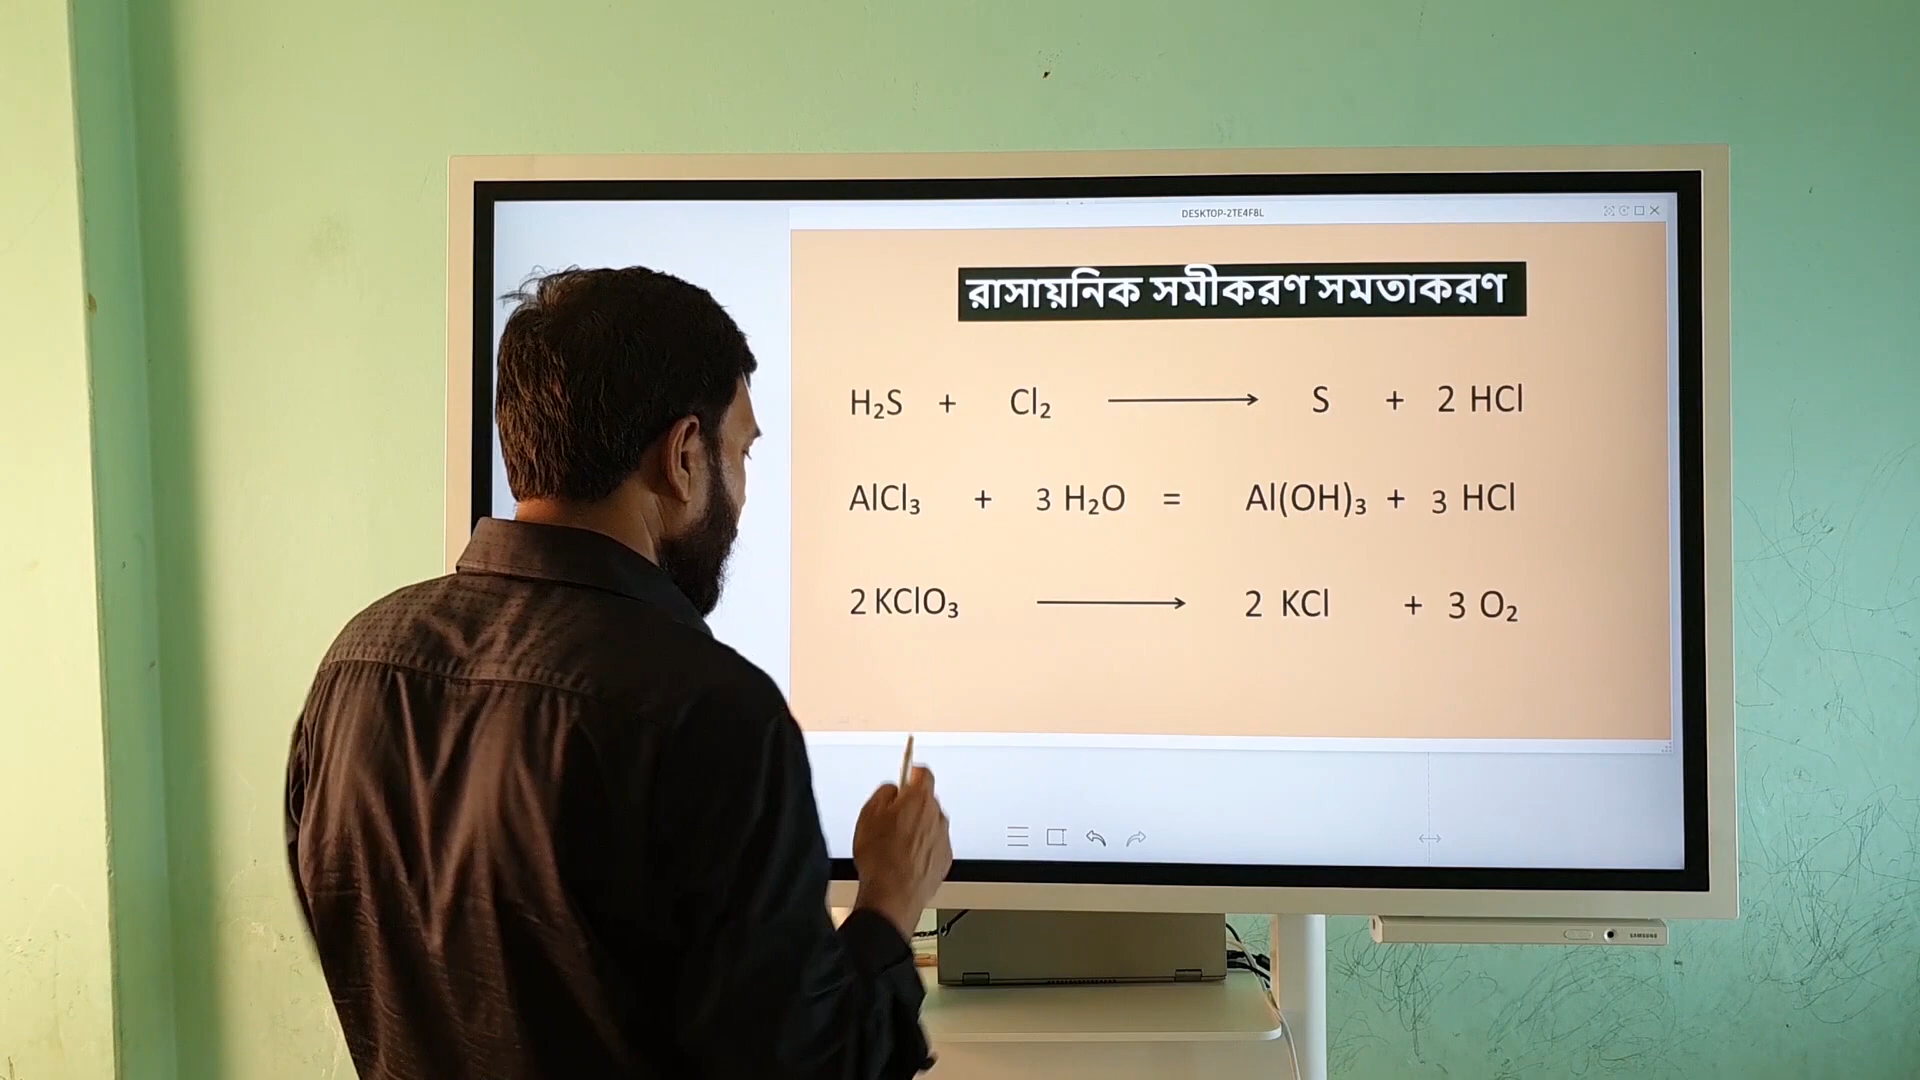 DESKTOP-2TE4F8L
রাসায়নিক সমীকরণ সমতাকরণ
H₂S + Cl₂ ⟶ S + 2 HCl
AlCl₃ + 3 H₂O = Al(OH)₃ + 3 HCl
2 KClO₃ ⟶ 2 KCl + 3 O₂
SAMSUNG